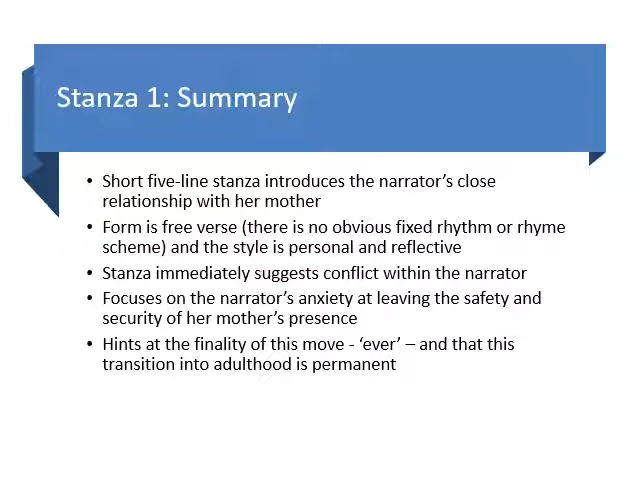 Stanza 1: Summary
• Short five-line stanza introduces the narrator’s close
relationship with her mother
• Form is free verse (there is no obvious fixed rhythm or rhyme
scheme) and the style is personal and reflective
• Stanza immediately suggests conflict within the narrator
• Focuses on the narrator’s anxiety at leaving the safety and
security of her mother’s presence
• Hints at the finality of this move - ‘ever’ – and that this
transition into adulthood is permanent